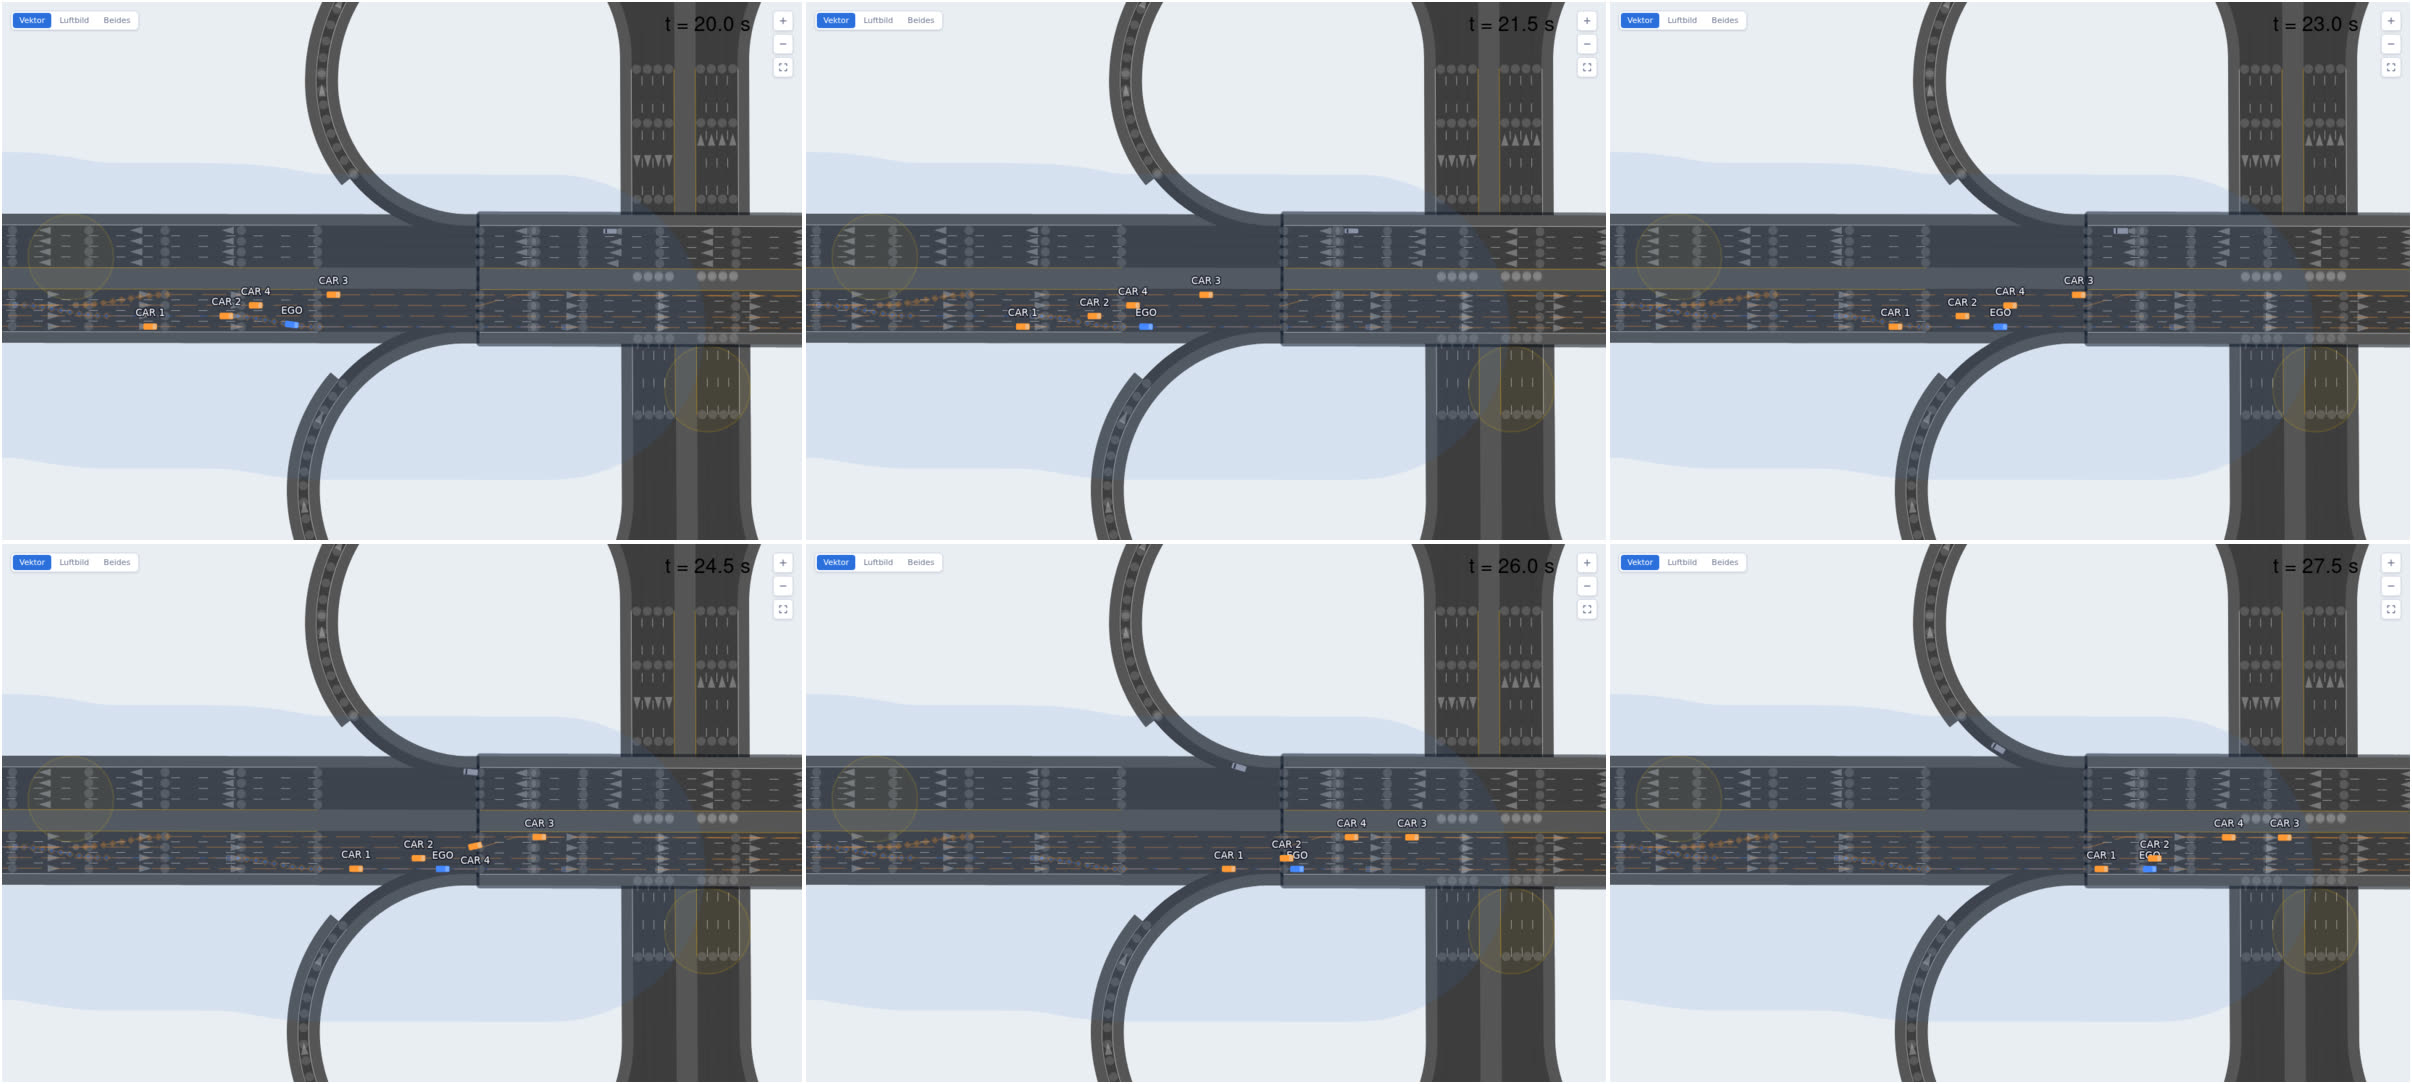 Vektor Luftbild Beides
t = 20.0 s
+
−
CAR 3
CAR 4
CAR 2
EGO
CAR 1
Vektor Luftbild Beides
t = 21.5 s
+
−
CAR 3
CAR 4
CAR 2
CAR 1
EGO
Vektor Luftbild Beides
t = 23.0 s
+
−
CAR 3
CAR 4
CAR 2
CAR 1
EGO
Vektor Luftbild Beides
t = 24.5 s
+
−
CAR 3
CAR 2
CAR 1
EGO
CAR 4
Vektor Luftbild Beides
t = 26.0 s
+
−
CAR 4
CAR 3
CAR 2
CAR 1
EGO
Vektor Luftbild Beides
t = 27.5 s
+
−
CAR 4
CAR 3
CAR 2
CAR 1
EGO